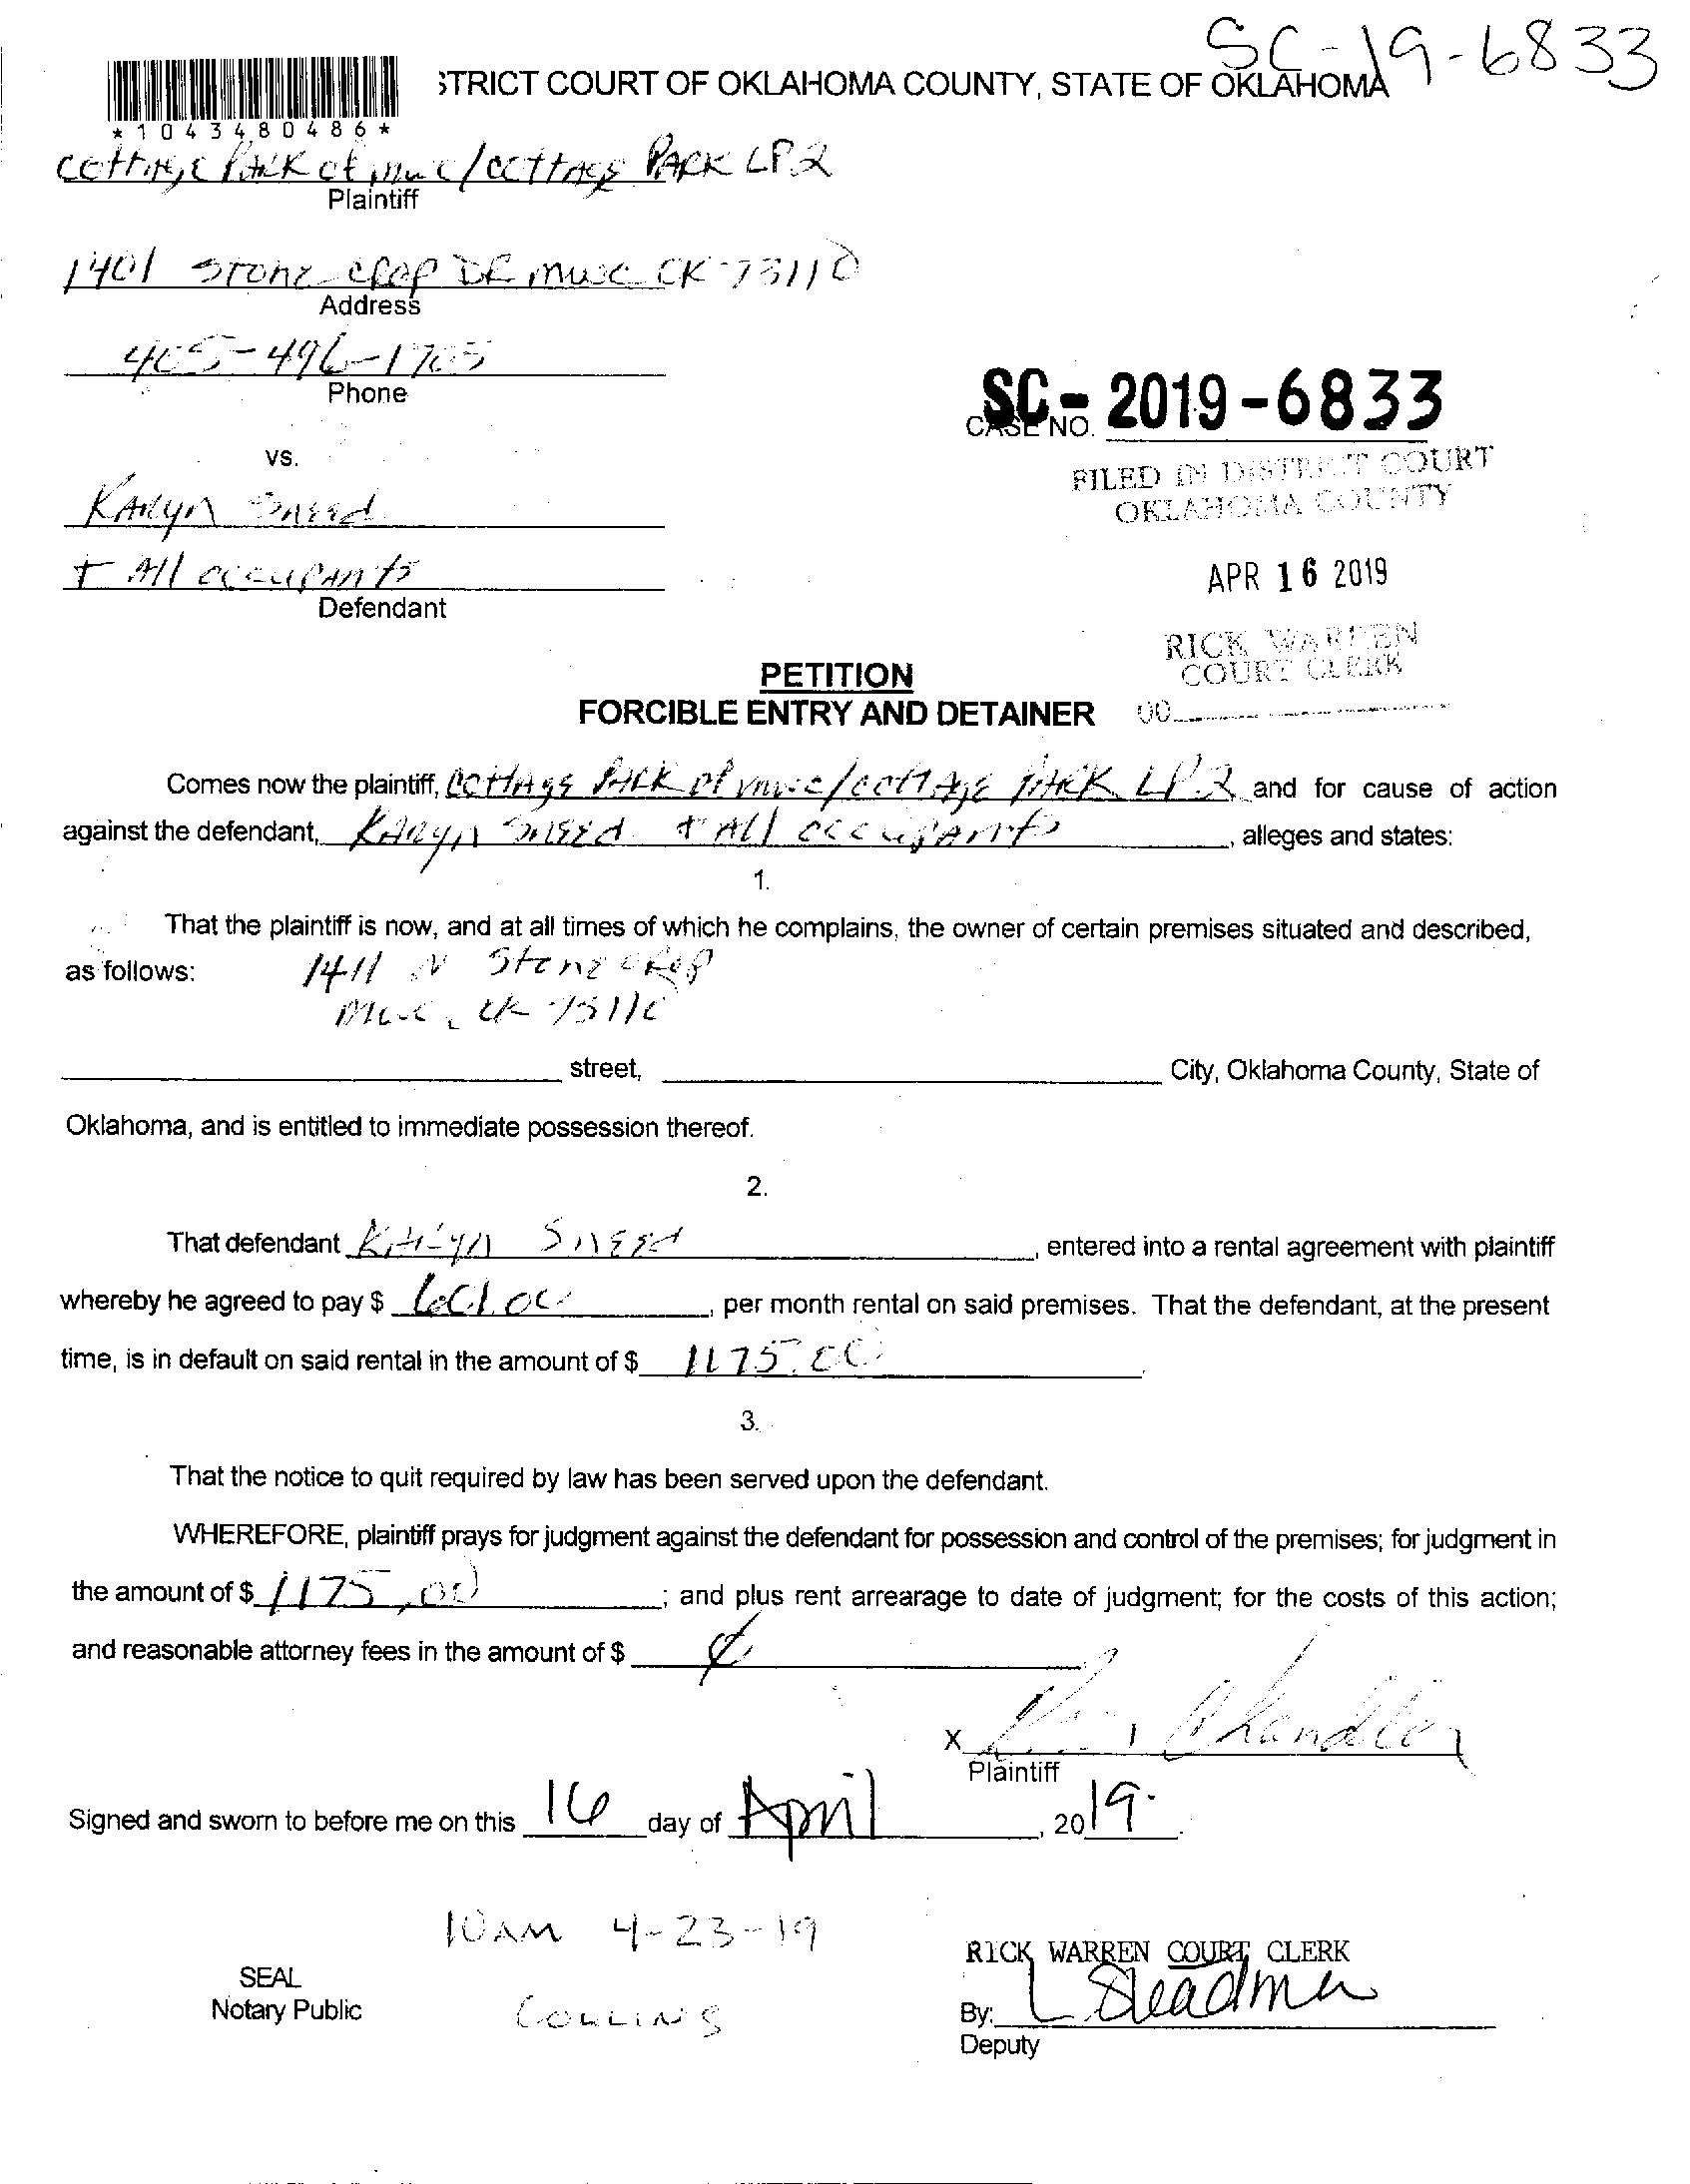 SC-19-6833
STRICT COURT OF OKLAHOMA COUNTY, STATE OF OKLAHOMA
*1043480486*
Cottage Park of mwc/Cottage PARK LP2
Plaintiff
1401 Stone crop DR mwc OK 73110
Address
405-496-1705
Phone
vs.
SC- 2019-6833
CASE NO.
FILED IN DISTRICT COURT
OKLAHOMA COUNTY
KAryn Sneed
+ All occupants
Defendant
APR 16 2019
RICK WARREN
COURT CLERK
PETITION
FORCIBLE ENTRY AND DETAINER
Comes now the plaintiff, Cottage Park of mwc/cottage Park LP.2 and for cause of action
against the defendant, KAryn Sneed + All occupants, alleges and states:
1.
That the plaintiff is now, and at all times of which he complains, the owner of certain premises situated and described,
as follows: 1411 N Stonecrop
mwc, ok 73110
street, City, Oklahoma County, State of
Oklahoma, and is entitled to immediate possession thereof.
2.
That defendant Karyn Sneed, entered into a rental agreement with plaintiff
whereby he agreed to pay $, per month rental on said premises. That the defendant, at the present
time, is in default on said rental in the amount of $ 1175.00.
3.
That the notice to quit required by law has been served upon the defendant.
WHEREFORE, plaintiff prays for judgment against the defendant for possession and control of the premises; for judgment in
the amount of $ 1175.00; and plus rent arrearage to date of judgment; for the costs of this action;
and reasonable attorney fees in the amount of $
x Chandler
Plaintiff
Signed and sworn to before me on this 16 day of April, 2019.
10AM 4-23-19
RICK WARREN COURT CLERK
SEAL
Notary Public
COLLINS
By: L Steadman
Deputy